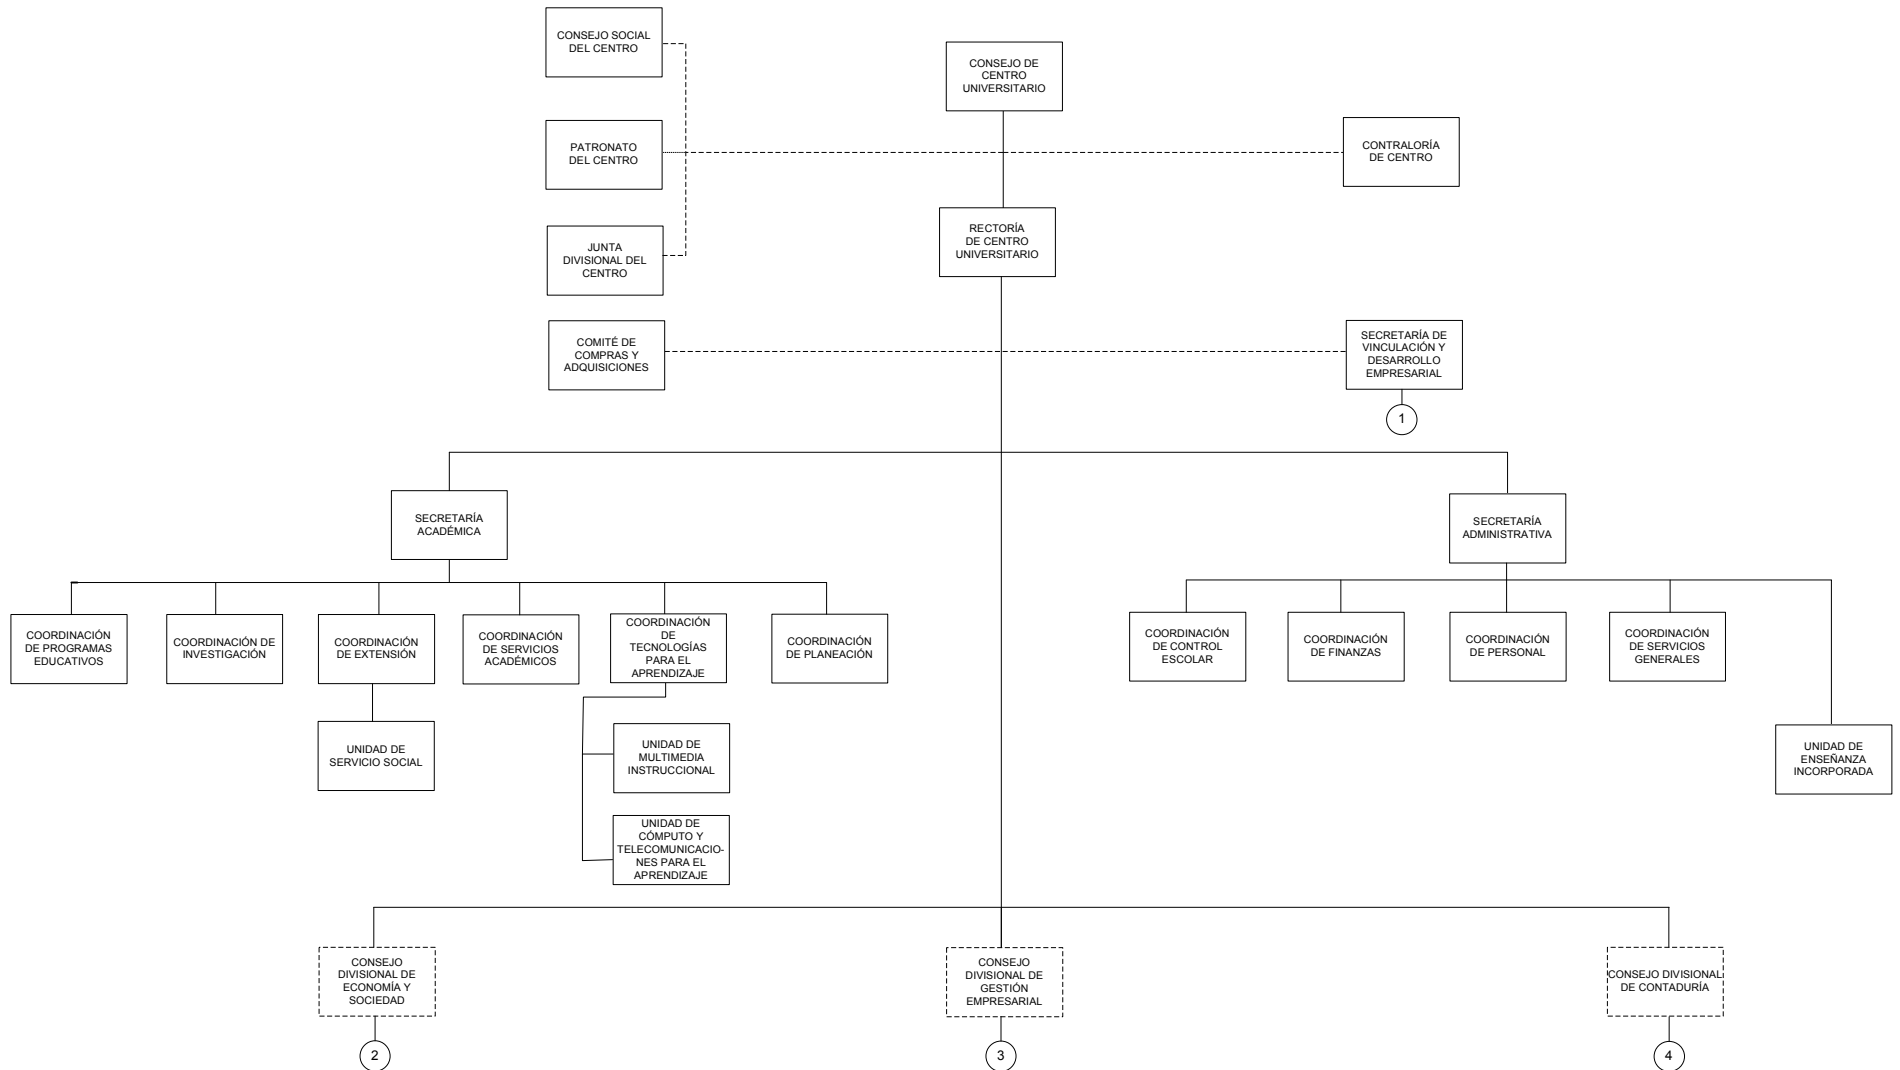 CONSEJO SOCIAL
DEL CENTRO
CONSEJO DE
CENTRO
UNIVERSITARIO
PATRONATO
DEL CENTRO
CONTRALORÍA
DE CENTRO
JUNTA
DIVISIONAL DEL
CENTRO
RECTORÍA
DE CENTRO
UNIVERSITARIO
COMITÉ DE
COMPRAS Y
ADQUISICIONES
SECRETARÍA DE
VINCULACIÓN Y
DESARROLLO
EMPRESARIAL
1
SECRETARÍA
ACADÉMICA
SECRETARÍA
ADMINISTRATIVA
COORDINACIÓN
DE PROGRAMAS
EDUCATIVOS
COORDINACIÓN DE
INVESTIGACIÓN
COORDINACIÓN
DE EXTENSIÓN
COORDINACIÓN
DE SERVICIOS
ACADÉMICOS
COORDINACIÓN
DE
TECNOLOGÍAS
PARA EL
APRENDIZAJE
COORDINACIÓN
DE PLANEACIÓN
COORDINACIÓN
DE CONTROL
ESCOLAR
COORDINACIÓN
DE FINANZAS
COORDINACIÓN
DE PERSONAL
COORDINACIÓN
DE SERVICIOS
GENERALES
UNIDAD DE
SERVICIO SOCIAL
UNIDAD DE
MULTIMEDIA
INSTRUCCIONAL
UNIDAD DE
ENSEÑANZA
INCORPORADA
UNIDAD DE
CÓMPUTO Y
TELECOMUNICACIO-
NES PARA EL
APRENDIZAJE
CONSEJO
DIVISIONAL DE
ECONOMÍA Y
SOCIEDAD
CONSEJO
DIVISIONAL DE
GESTIÓN
EMPRESARIAL
CONSEJO DIVISIONAL
DE CONTADURÍA
2
3
4